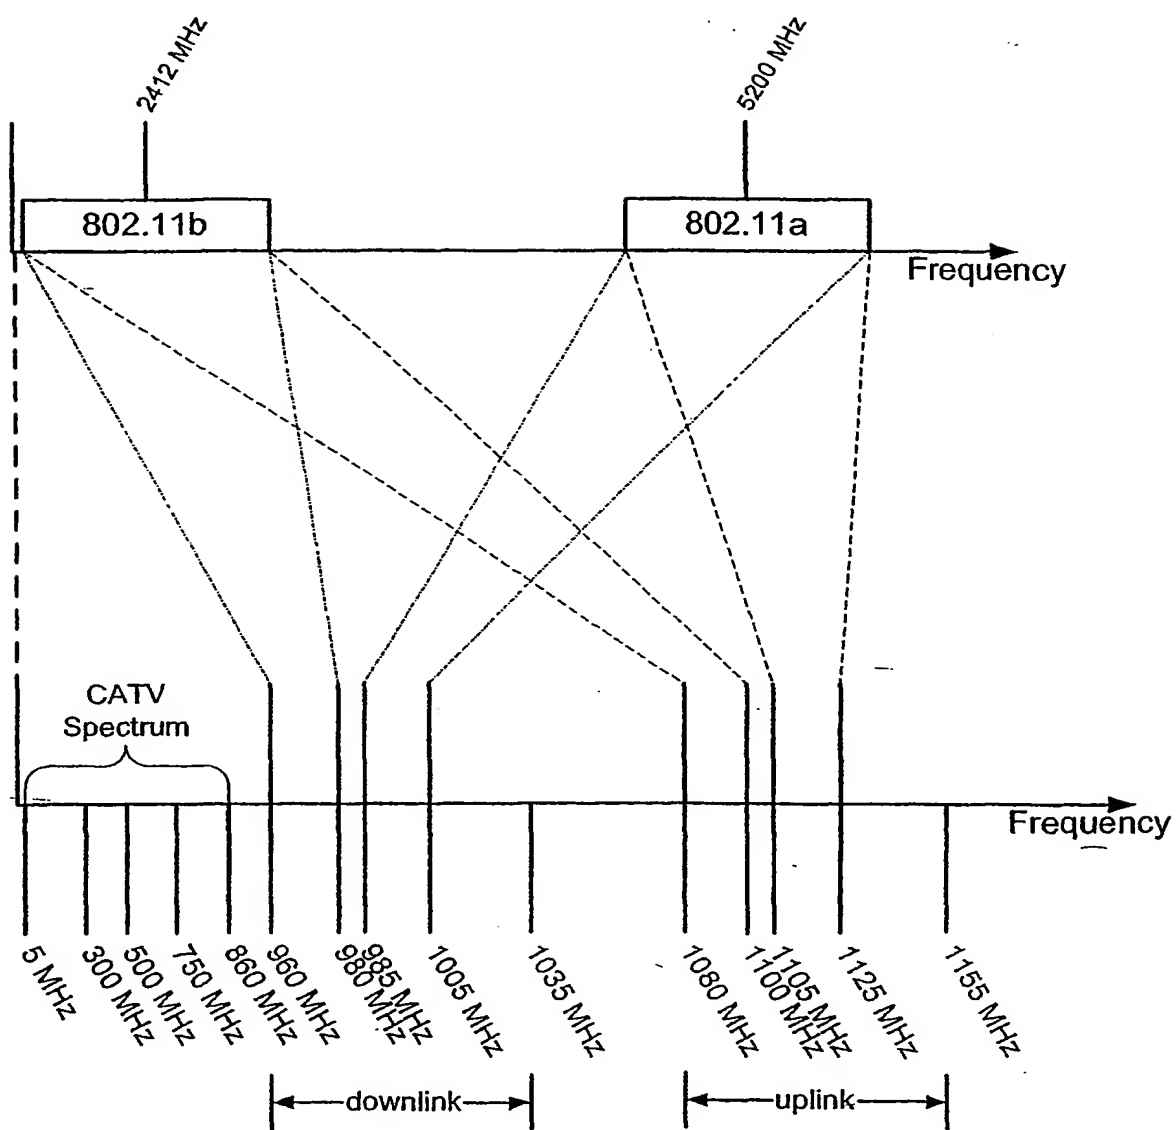 2412 MHz
5200 MHz
802.11b
802.11a
Frequency
CATV
Spectrum
Frequency
5 MHz
300 MHz
500 MHz
750 MHz
860 MHz
960 MHz
980 MHz
985 MHz
1005 MHz
1035 MHz
1080 MHz
1100 MHz
1105 MHz
1125 MHz
1155 MHz
downlink
uplink